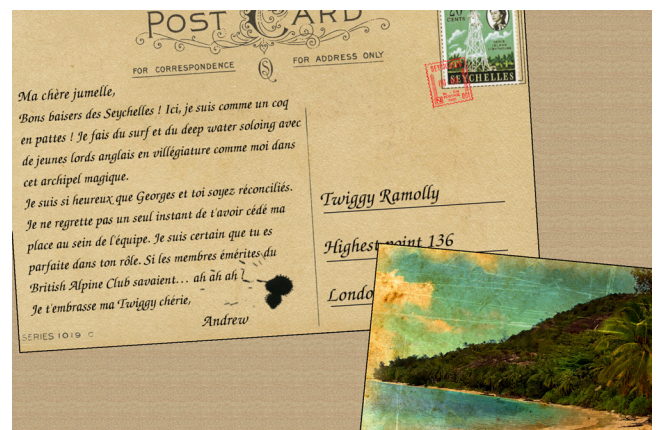 POST CARD
20
CENTS
SEYCHELLES
FOR CORRESPONDENCE
FOR ADDRESS ONLY
Ma chère jumelle,
Bons baisers des Seychelles ! Ici, je suis comme un coq
en pattes ! Je fais du surf et du deep water soloing avec
de jeunes lords anglais en villégiature comme moi dans
cet archipel magique.
Je suis si heureux que Georges et toi soyez réconciliés.
Je ne regrette pas un seul instant de t'avoir cédé ma
place au sein de l'équipe. Je suis certain que tu es
parfaite dans ton rôle. Si les membres émérites du
British Alpine Club savaient... ah ah ah !
Je t'embrasse ma Twiggy chérie,
Andrew
Twiggy Ramolly
Highest point 136
Londo
SERIES 1019 C